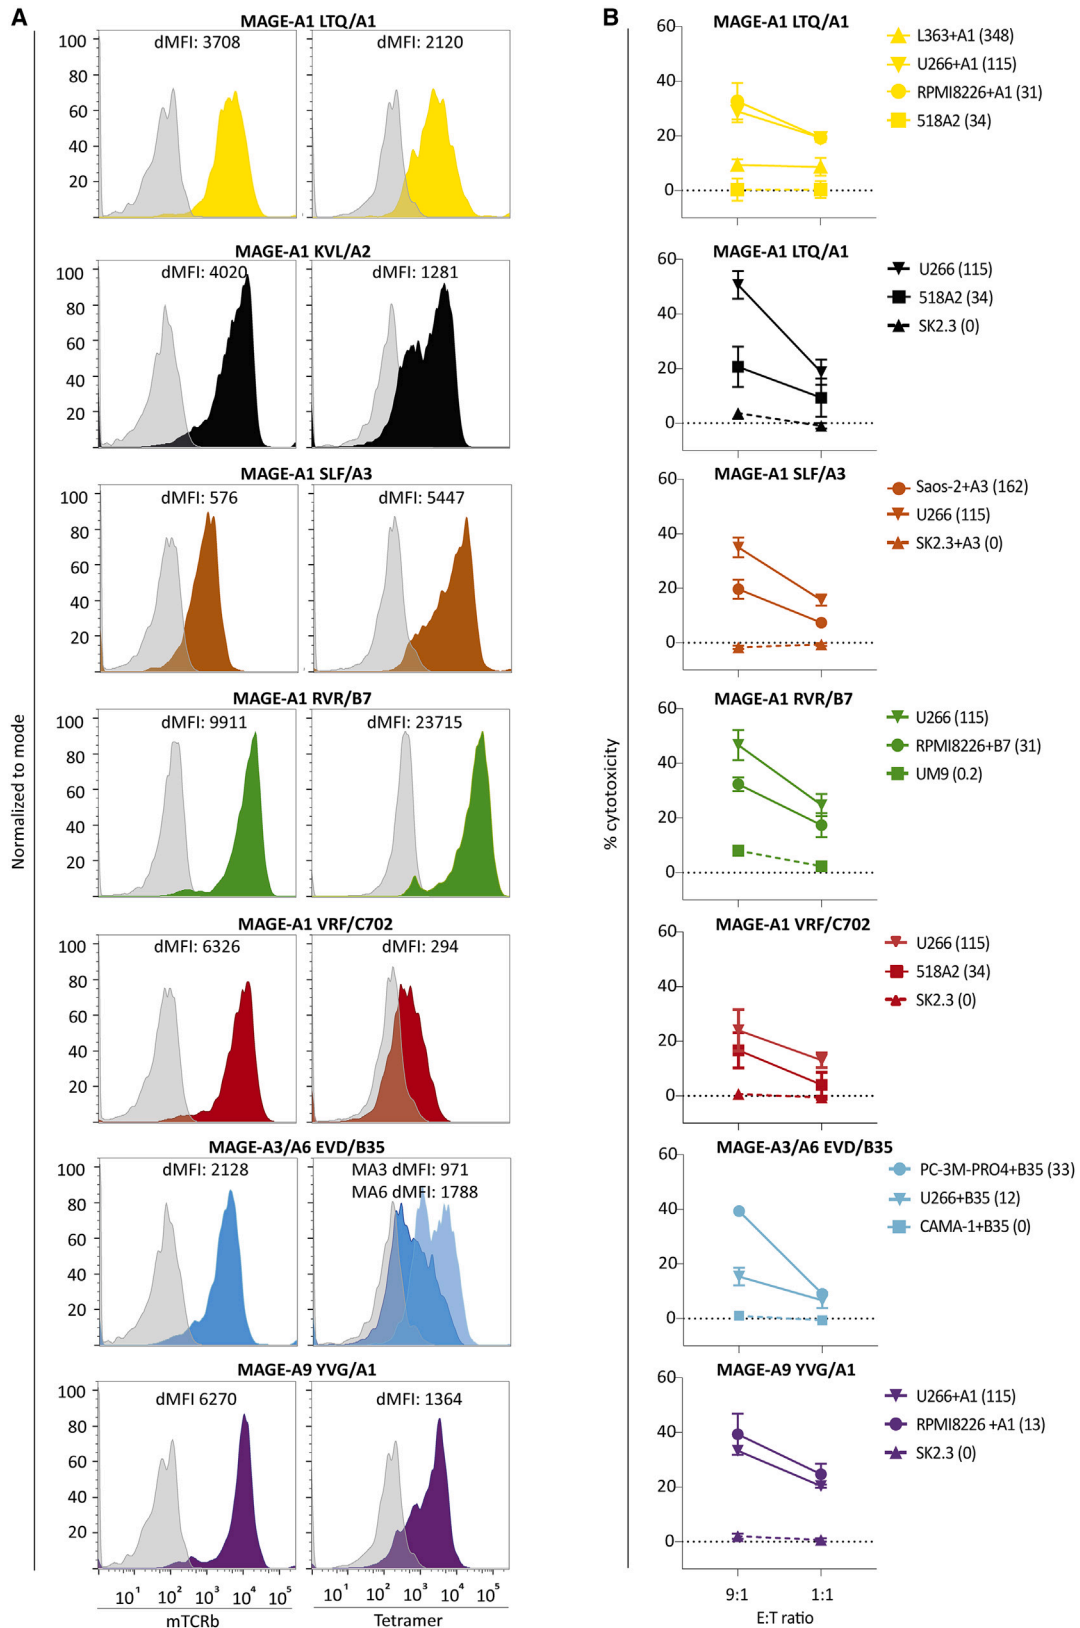 A
MAGE-A1 LTQ/A1
dMFI: 3708
dMFI: 2120
100
80
60
40
20
MAGE-A1 KVL/A2
dMFI: 4020
dMFI: 1281
100
80
60
40
20
MAGE-A1 SLF/A3
dMFI: 576
dMFI: 5447
100
80
60
40
20
MAGE-A1 RVR/B7
dMFI: 9911
dMFI: 23715
100
80
60
40
20
MAGE-A1 VRF/C702
dMFI: 6326
dMFI: 294
100
80
60
40
20
MAGE-A3/A6 EVD/B35
dMFI: 2128
MA3 dMFI: 971
MA6 dMFI: 1788
100
80
60
40
20
MAGE-A9 YVG/A1
dMFI 6270
dMFI: 1364
100
80
60
40
20
10¹ 10² 10³ 10⁴ 10⁵
10¹ 10² 10³ 10⁴ 10⁵
mTCRb
Tetramer
Normalized to mode
B
MAGE-A1 LTQ/A1
60
40
20
0
L363+A1 (348)
U266+A1 (115)
RPMI8226+A1 (31)
518A2 (34)
MAGE-A1 LTQ/A1
60
40
20
0
U266 (115)
518A2 (34)
SK2.3 (0)
MAGE-A1 SLF/A3
60
40
20
0
Saos-2+A3 (162)
U266 (115)
SK2.3+A3 (0)
MAGE-A1 RVR/B7
60
40
20
0
U266 (115)
RPMI8226+B7 (31)
UM9 (0.2)
MAGE-A1 VRF/C702
60
40
20
0
U266 (115)
518A2 (34)
SK2.3 (0)
MAGE-A3/A6 EVD/B35
60
40
20
0
PC-3M-PRO4+B35 (33)
U266+B35 (12)
CAMA-1+B35 (0)
MAGE-A9 YVG/A1
60
40
20
0
U266+A1 (115)
RPMI8226 +A1 (13)
SK2.3 (0)
9:1 1:1
E:T ratio
% cytotoxicity